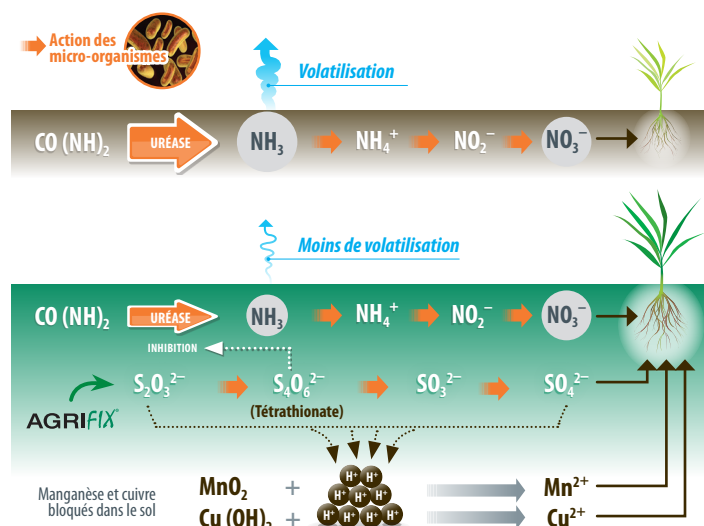 Action des
micro-organismes
Volatilisation
CO (NH)₂
URÉASE
NH₃
NH₄⁺
NO₂⁻
NO₃⁻
Moins de volatilisation
CO (NH)₂
URÉASE
NH₃
NH₄⁺
NO₂⁻
NO₃⁻
INHIBITION
AGRIFIX®
S₂O₃²⁻
S₄O₆²⁻
SO₃²⁻
SO₄²⁻
(Tétrathionate)
Manganèse et cuivre
bloqués dans le sol
MnO₂ +
H⁺ H⁺
H⁺ H⁺ H⁺
H⁺ H⁺ H⁺ H⁺
Mn²⁺
Cu (OH)₂ +
Cu²⁺